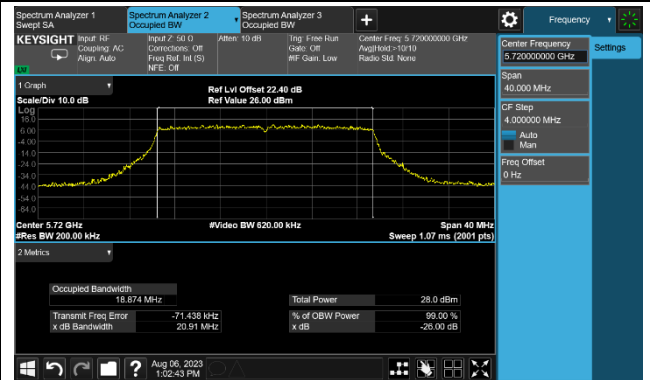 Spectrum Analyzer 1
Swept SA
Spectrum Analyzer 2
Occupied BW
Spectrum Analyzer 3
Occupied BW
Frequency
KEYSIGHT
Input: RF
Coupling: AC
Align: Auto
Input Z: 50 Ω
Corrections: Off
Freq Ref: Int (S)
NFE: Off
Atten: 10 dB
Trig: Free Run
Gate: Off
#IF Gain: Low
Center Freq: 5.720000000 GHz
Avg|Hold:>10/10
Radio Std: None
Center Frequency
5.720000000 GHz
Settings
Span
40.000 MHz
CF Step
4.000000 MHz
Auto
Man
Freq Offset
0 Hz
1 Graph
Scale/Div 10.0 dB
Ref Lvl Offset 22.40 dB
Ref Value 26.00 dBm
Log
16.0
6.00
-4.00
-14.0
-24.0
-34.0
-44.0
-54.0
-64.0
Center 5.72 GHz
#Res BW 200.00 kHz
#Video BW 620.00 kHz
Span 40 MHz
Sweep 1.07 ms (2001 pts)
2 Metrics
Occupied Bandwidth
18.874 MHz
Total Power 28.0 dBm
Transmit Freq Error -71.438 kHz
% of OBW Power 99.00 %
x dB Bandwidth 20.91 MHz
x dB -26.00 dB
Aug 06, 2023
1:02:43 PM